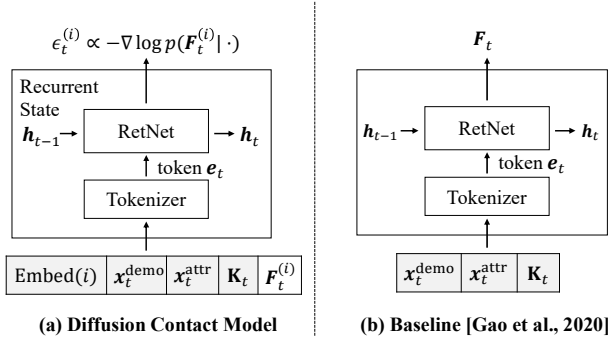 ϵ_t^{(i)} ∝ −∇ log p(F_t^{(i)} | ·)
Recurrent
State
h_{t−1}
RetNet
h_t
token e_t
Tokenizer
Embed(i) x_t^{demo} x_t^{attr} K_t F_t^{(i)}
(a) Diffusion Contact Model
F_t
h_{t−1}
RetNet
h_t
token e_t
Tokenizer
x_t^{demo} x_t^{attr} K_t
(b) Baseline [Gao et al., 2020]